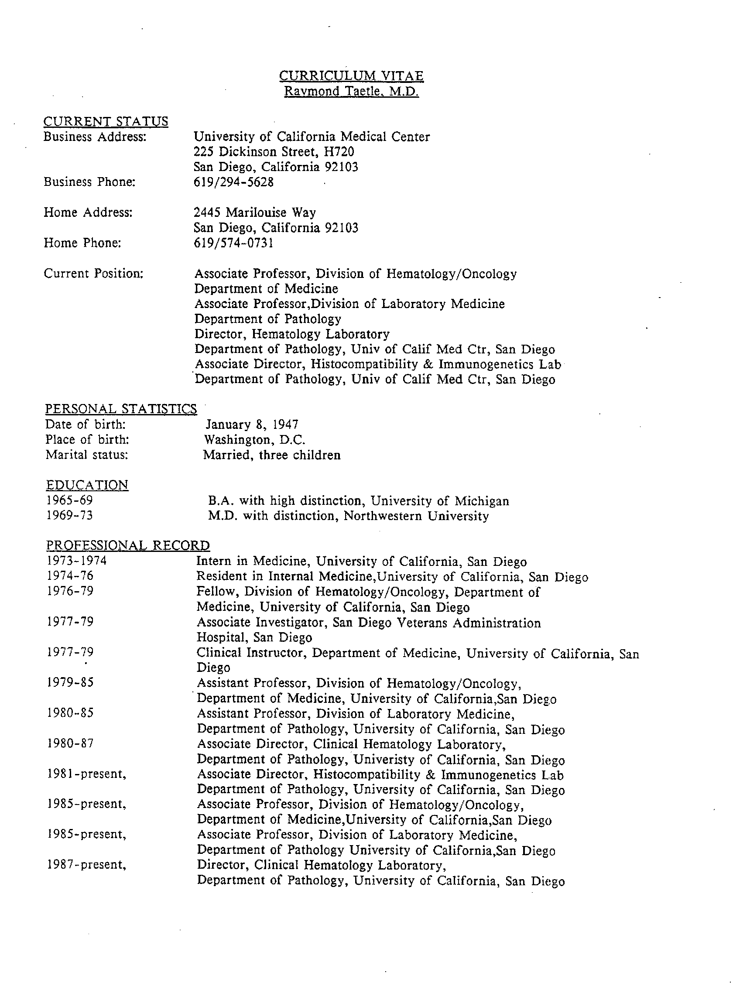 CURRICULUM VITAE
Raymond Taetle, M.D.
CURRENT STATUS
Business Address: University of California Medical Center
225 Dickinson Street, H720
San Diego, California 92103
Business Phone: 619/294-5628
Home Address: 2445 Marilouise Way
San Diego, California 92103
Home Phone: 619/574-0731
Current Position: Associate Professor, Division of Hematology/Oncology
Department of Medicine
Associate Professor,Division of Laboratory Medicine
Department of Pathology
Director, Hematology Laboratory
Department of Pathology, Univ of Calif Med Ctr, San Diego
Associate Director, Histocompatibility & Immunogenetics Lab
Department of Pathology, Univ of Calif Med Ctr, San Diego
PERSONAL STATISTICS
Date of birth: January 8, 1947
Place of birth: Washington, D.C.
Marital status: Married, three children
EDUCATION
1965-69 B.A. with high distinction, University of Michigan
1969-73 M.D. with distinction, Northwestern University
PROFESSIONAL RECORD
1973-1974 Intern in Medicine, University of California, San Diego
1974-76 Resident in Internal Medicine,University of California, San Diego
1976-79 Fellow, Division of Hematology/Oncology, Department of
Medicine, University of California, San Diego
1977-79 Associate Investigator, San Diego Veterans Administration
Hospital, San Diego
1977-79 Clinical Instructor, Department of Medicine, University of California, San
Diego
1979-85 Assistant Professor, Division of Hematology/Oncology,
Department of Medicine, University of California,San Diego
1980-85 Assistant Professor, Division of Laboratory Medicine,
Department of Pathology, University of California, San Diego
1980-87 Associate Director, Clinical Hematology Laboratory,
Department of Pathology, Univeristy of California, San Diego
1981-present, Associate Director, Histocompatibility & Immunogenetics Lab
Department of Pathology, University of California, San Diego
1985-present, Associate Professor, Division of Hematology/Oncology,
Department of Medicine,University of California,San Diego
1985-present, Associate Professor, Division of Laboratory Medicine,
Department of Pathology University of California,San Diego
1987-present, Director, Clinical Hematology Laboratory,
Department of Pathology, University of California, San Diego